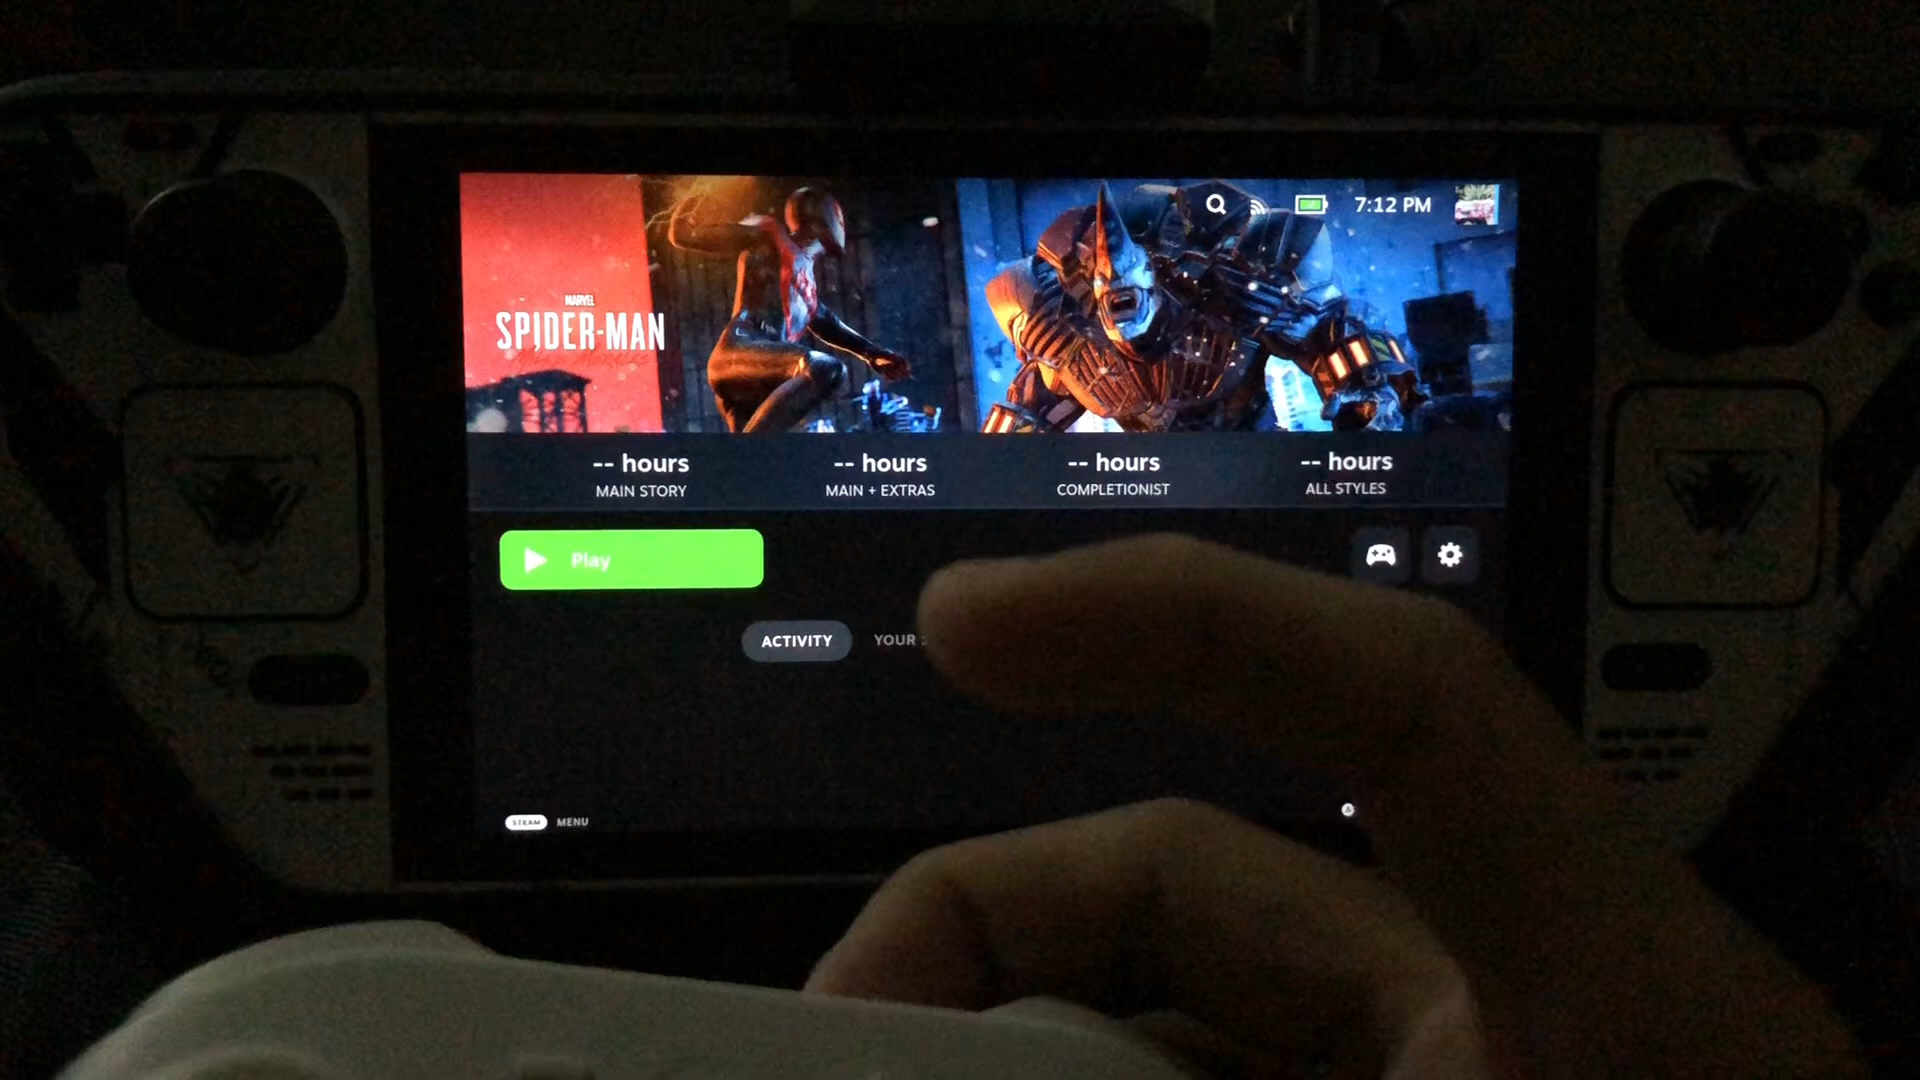 7:12 PM
MARVEL
SPIDER-MAN
-- hours
MAIN STORY
-- hours
MAIN + EXTRAS
-- hours
COMPLETIONIST
-- hours
ALL STYLES
Play
ACTIVITY
YOUR
STEAM
MENU
A